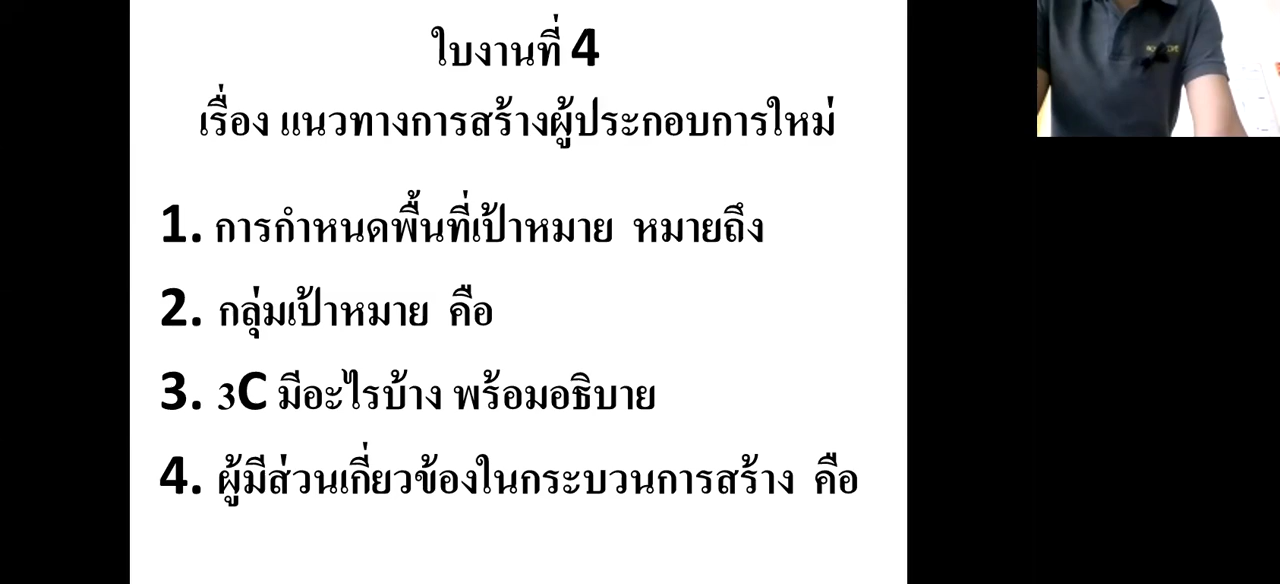 ใบงานที่ 4
เรื่อง แนวทางการสร้างผู้ประกอบการใหม่
1. การกำหนดพื้นที่เป้าหมาย หมายถึง
2. กลุ่มเป้าหมาย คือ
3. 3C มีอะไรบ้าง พร้อมอธิบาย
4. ผู้มีส่วนเกี่ยวข้องในกระบวนการสร้าง คือ